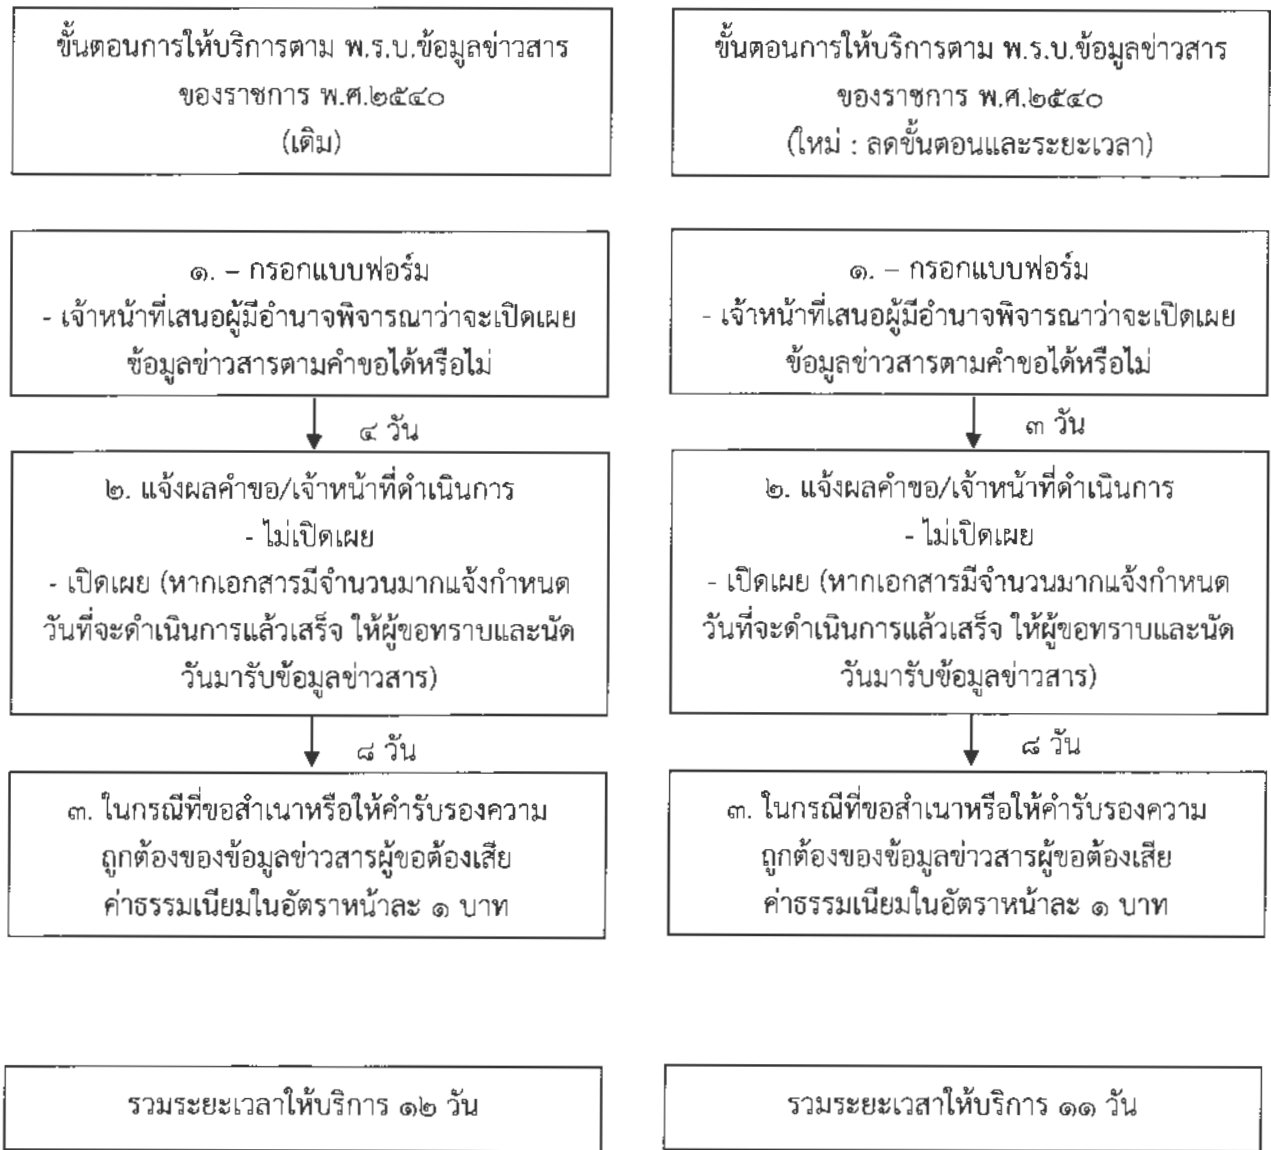 ขั้นตอนการให้บริการตาม พ.ร.บ.ข้อมูลข่าวสาร
ของราชการ พ.ศ.๒๕๔๐
(เดิม)
๑. – กรอกแบบฟอร์ม
- เจ้าหน้าที่เสนอผู้มีอำนาจพิจารณาว่าจะเปิดเผย
ข้อมูลข่าวสารตามคำขอได้หรือไม่
๔ วัน
๒. แจ้งผลคำขอ/เจ้าหน้าที่ดำเนินการ
- ไม่เปิดเผย
- เปิดเผย (หากเอกสารมีจำนวนมากแจ้งกำหนด
วันที่จะดำเนินการแล้วเสร็จ ให้ผู้ขอทราบและนัด
วันมารับข้อมูลข่าวสาร)
๘ วัน
๓. ในกรณีที่ขอสำเนาหรือให้คำรับรองความ
ถูกต้องของข้อมูลข่าวสารผู้ขอต้องเสีย
ค่าธรรมเนียมในอัตราหน้าละ ๑ บาท
รวมระยะเวลาให้บริการ ๑๒ วัน
ขั้นตอนการให้บริการตาม พ.ร.บ.ข้อมูลข่าวสาร
ของราชการ พ.ศ.๒๕๔๐
(ใหม่ : ลดขั้นตอนและระยะเวลา)
๑. – กรอกแบบฟอร์ม
- เจ้าหน้าที่เสนอผู้มีอำนาจพิจารณาว่าจะเปิดเผย
ข้อมูลข่าวสารตามคำขอได้หรือไม่
๓ วัน
๒. แจ้งผลคำขอ/เจ้าหน้าที่ดำเนินการ
- ไม่เปิดเผย
- เปิดเผย (หากเอกสารมีจำนวนมากแจ้งกำหนด
วันที่จะดำเนินการแล้วเสร็จ ให้ผู้ขอทราบและนัด
วันมารับข้อมูลข่าวสาร)
๘ วัน
๓. ในกรณีที่ขอสำเนาหรือให้คำรับรองความ
ถูกต้องของข้อมูลข่าวสารผู้ขอต้องเสีย
ค่าธรรมเนียมในอัตราหน้าละ ๑ บาท
รวมระยะเวลาให้บริการ ๑๑ วัน